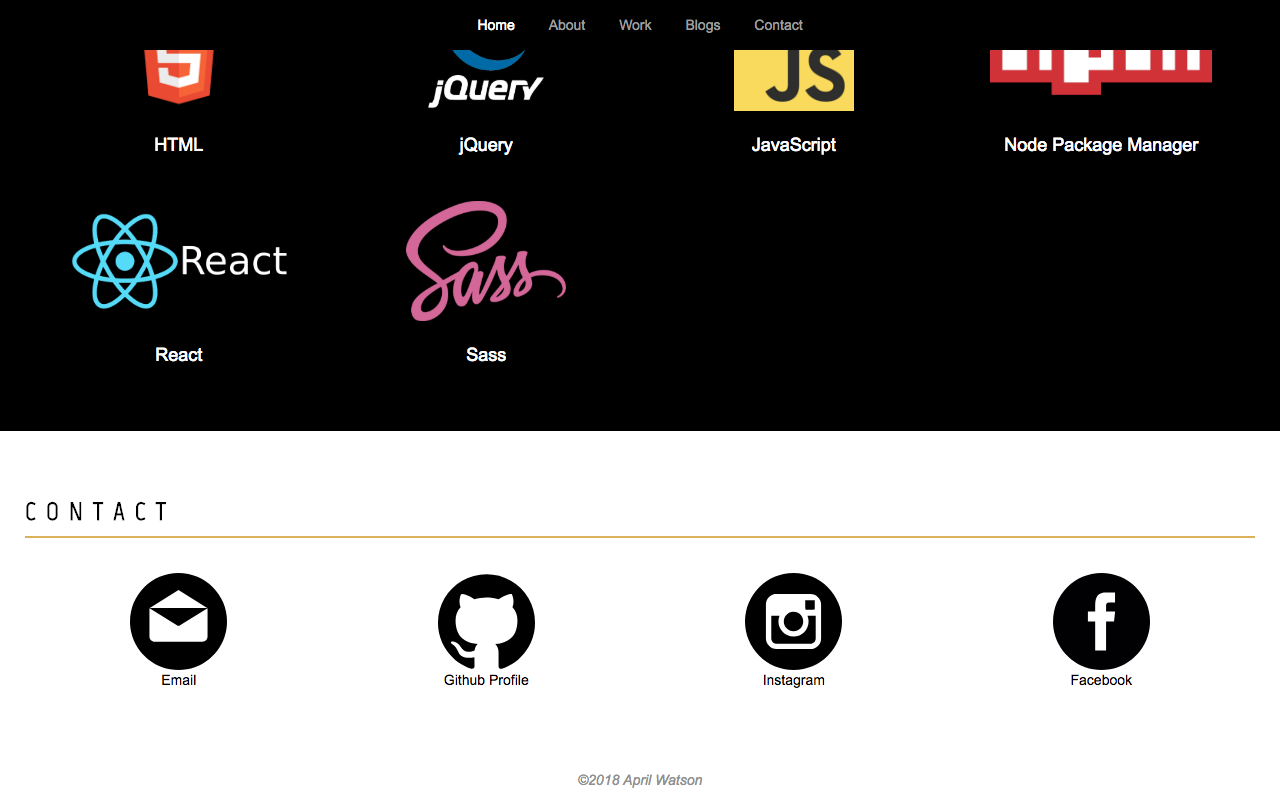 Home About Work Blogs Contact
jQuery JS
HTML jQuery JavaScript Node Package Manager
React Sass
React Sass
CONTACT
Email Github Profile Instagram Facebook
©2018 April Watson